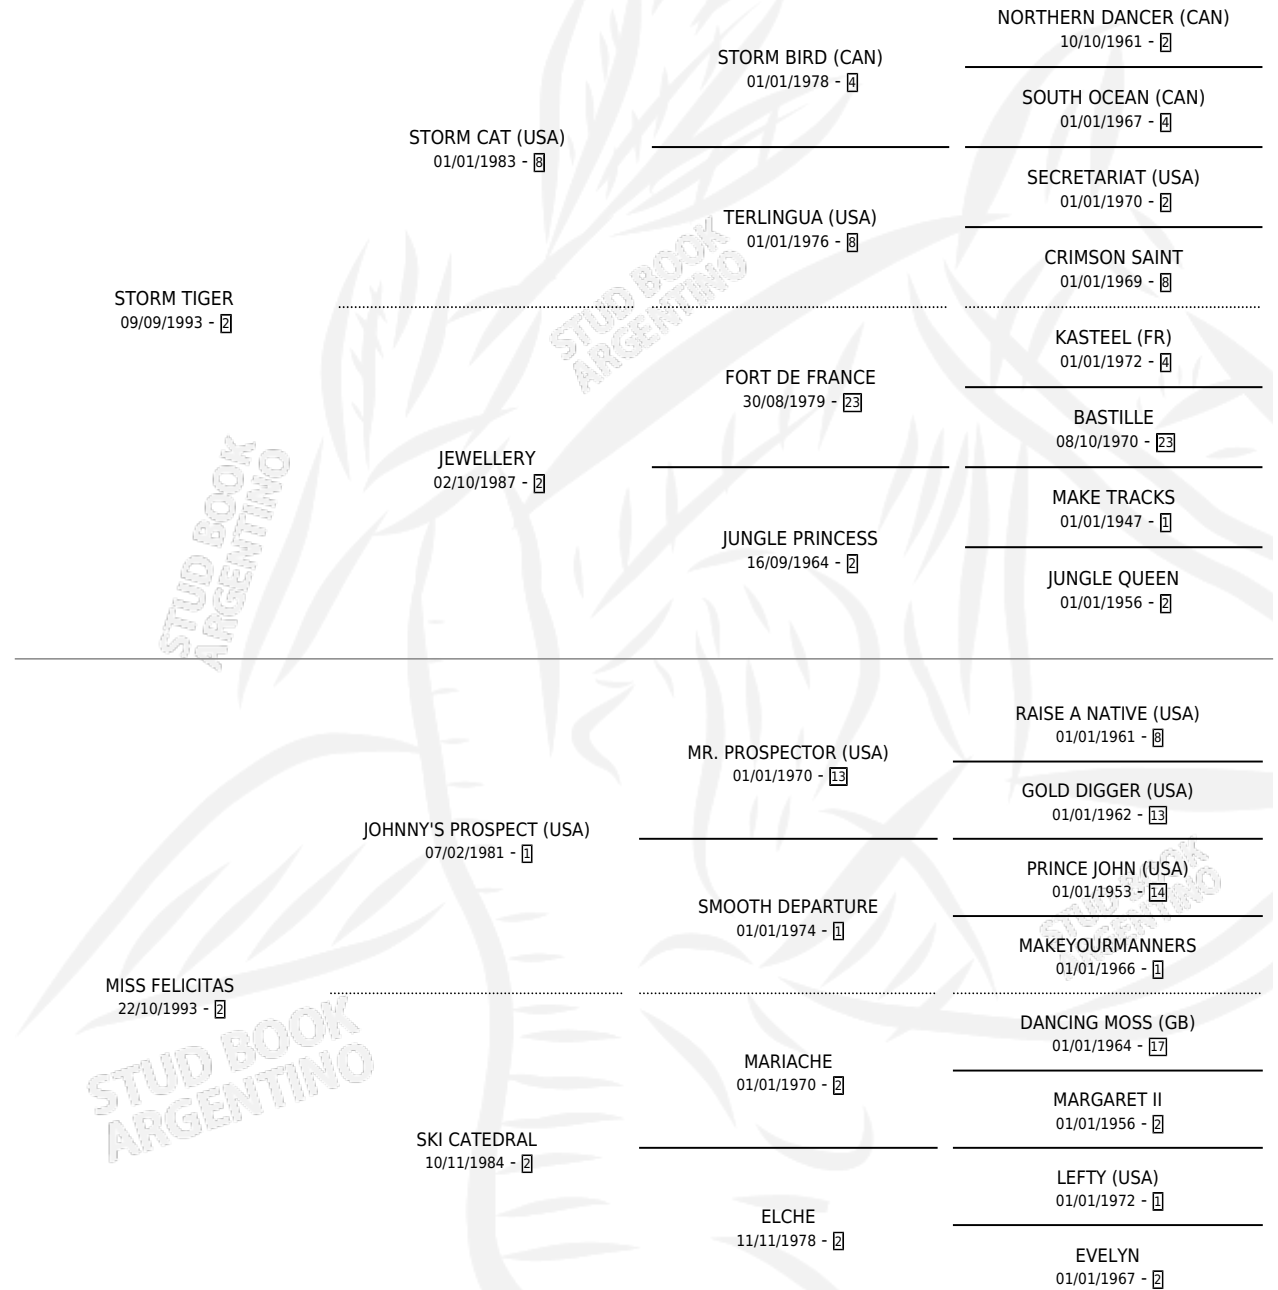 NORTHERN DANCER (CAN)
10/10/1961 - 2
STORM BIRD (CAN)
01/01/1978 - 4
SOUTH OCEAN (CAN)
01/01/1967 - 4
STORM CAT (USA)
01/01/1983 - 8
SECRETARIAT (USA)
01/01/1970 - 2
TERLINGUA (USA)
01/01/1976 - 8
CRIMSON SAINT
01/01/1969 - 8
STORM TIGER
09/09/1993 - 2
KASTEEL (FR)
01/01/1972 - 4
FORT DE FRANCE
30/08/1979 - 23
BASTILLE
08/10/1970 - 23
JEWELLERY
02/10/1987 - 2
MAKE TRACKS
01/01/1947 - 1
JUNGLE PRINCESS
16/09/1964 - 2
JUNGLE QUEEN
01/01/1956 - 2
RAISE A NATIVE (USA)
01/01/1961 - 8
MR. PROSPECTOR (USA)
01/01/1970 - 13
GOLD DIGGER (USA)
01/01/1962 - 13
JOHNNY'S PROSPECT (USA)
07/02/1981 - 1
PRINCE JOHN (USA)
01/01/1953 - 14
SMOOTH DEPARTURE
01/01/1974 - 1
MAKEYOURMANNERS
01/01/1966 - 1
MISS FELICITAS
22/10/1993 - 2
DANCING MOSS (GB)
01/01/1964 - 17
MARIACHE
01/01/1970 - 2
MARGARET II
01/01/1956 - 2
SKI CATEDRAL
10/11/1984 - 2
LEFTY (USA)
01/01/1972 - 1
ELCHE
11/11/1978 - 2
EVELYN
01/01/1967 - 2
STUD BOOK
ARGENTINO
STUD BOOK
ARGENTINO
STUD BOOK
ARGENTINO
STUD BOOK
ARGENTINO